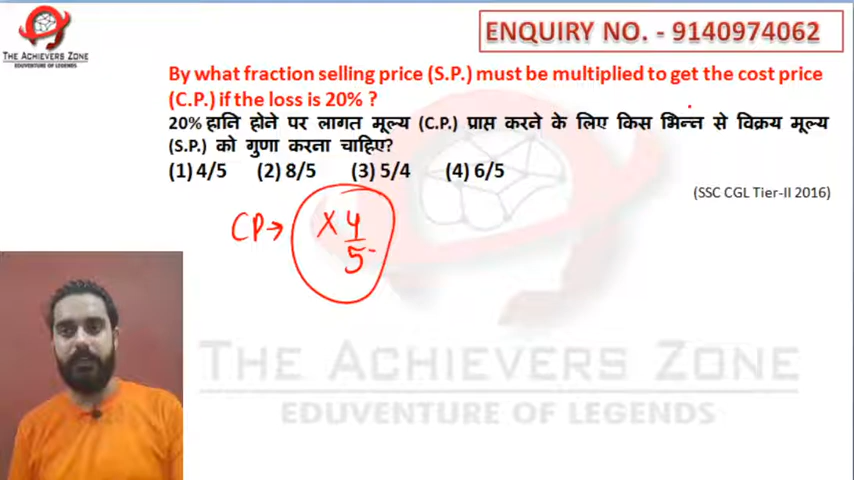 ENQUIRY NO. - 9140974062
THE ACHIEVERS ZONE
EDUVENTURE OF LEGENDS
By what fraction selling price (S.P.) must be multiplied to get the cost price
(C.P.) if the loss is 20% ?
20% हानि होने पर लागत मूल्य (C.P.) प्राप्त करने के लिए किस भिन्न से विक्रय मूल्य
(S.P.) को गुणा करना चाहिए?
(1) 4/5 (2) 8/5 (3) 5/4 (4) 6/5
(SSC CGL Tier-II 2016)
CP→ × 4/5
THE ACHIEVERS ZONE
EDUVENTURE OF LEGENDS